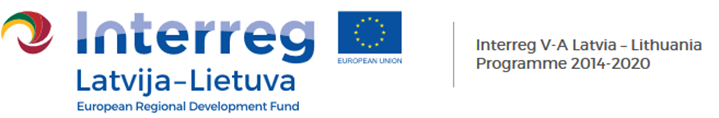 Interreg
EUROPEAN UNION
Latvija–Lietuva
European Regional Development Fund
Interreg V-A Latvia – Lithuania
Programme 2014-2020